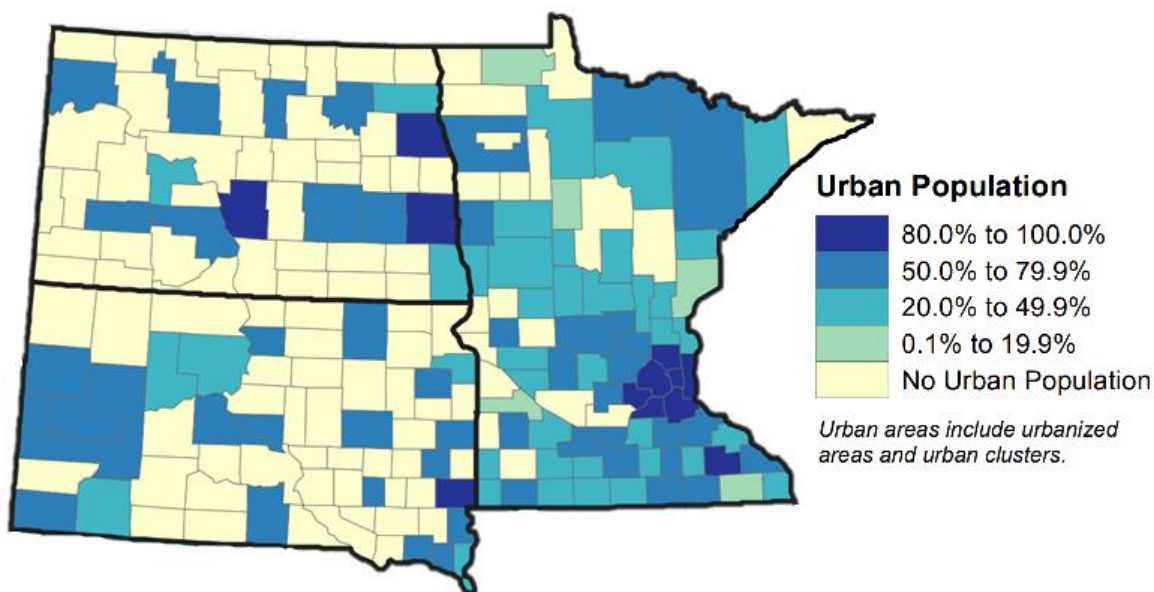 Urban Population
80.0% to 100.0%
50.0% to 79.9%
20.0% to 49.9%
0.1% to 19.9%
No Urban Population
Urban areas include urbanized
areas and urban clusters.